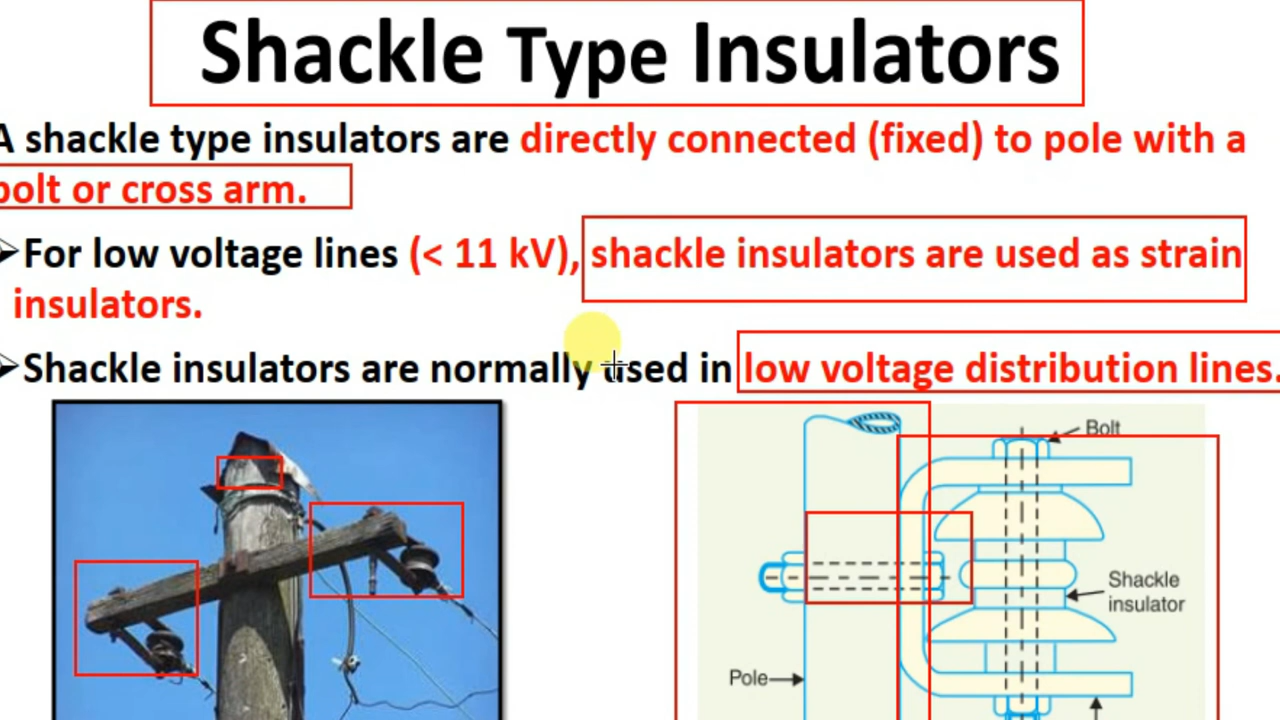 Shackle Type Insulators
A shackle type insulators are directly connected (fixed) to pole with a
bolt or cross arm.
➢For low voltage lines (< 11 kV), shackle insulators are used as strain
insulators.
➢Shackle insulators are normally used in low voltage distribution lines.
Bolt
Shackle
insulator
Pole